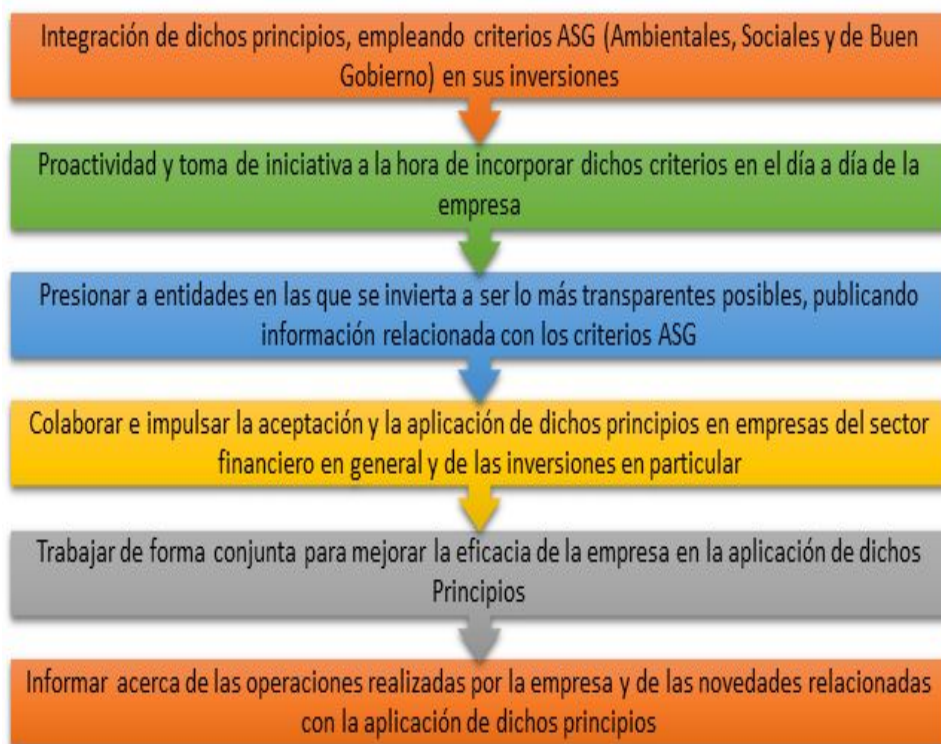 Integración de dichos principios, empleando criterios ASG (Ambientales, Sociales y de Buen
Gobierno) en sus inversiones
Proactividad y toma de iniciativa a la hora de incorporar dichos criterios en el día a día de la
empresa
Presionar a entidades en las que se invierta a ser lo más transparentes posibles, publicando
información relacionada con los criterios ASG
Colaborar e impulsar la aceptación y la aplicación de dichos principios en empresas del sector
financiero en general y de las inversiones en particular
Trabajar de forma conjunta para mejorar la eficacia de la empresa en la aplicación de dichos
Principios
Informar acerca de las operaciones realizadas por la empresa y de las novedades relacionadas
con la aplicación de dichos principios